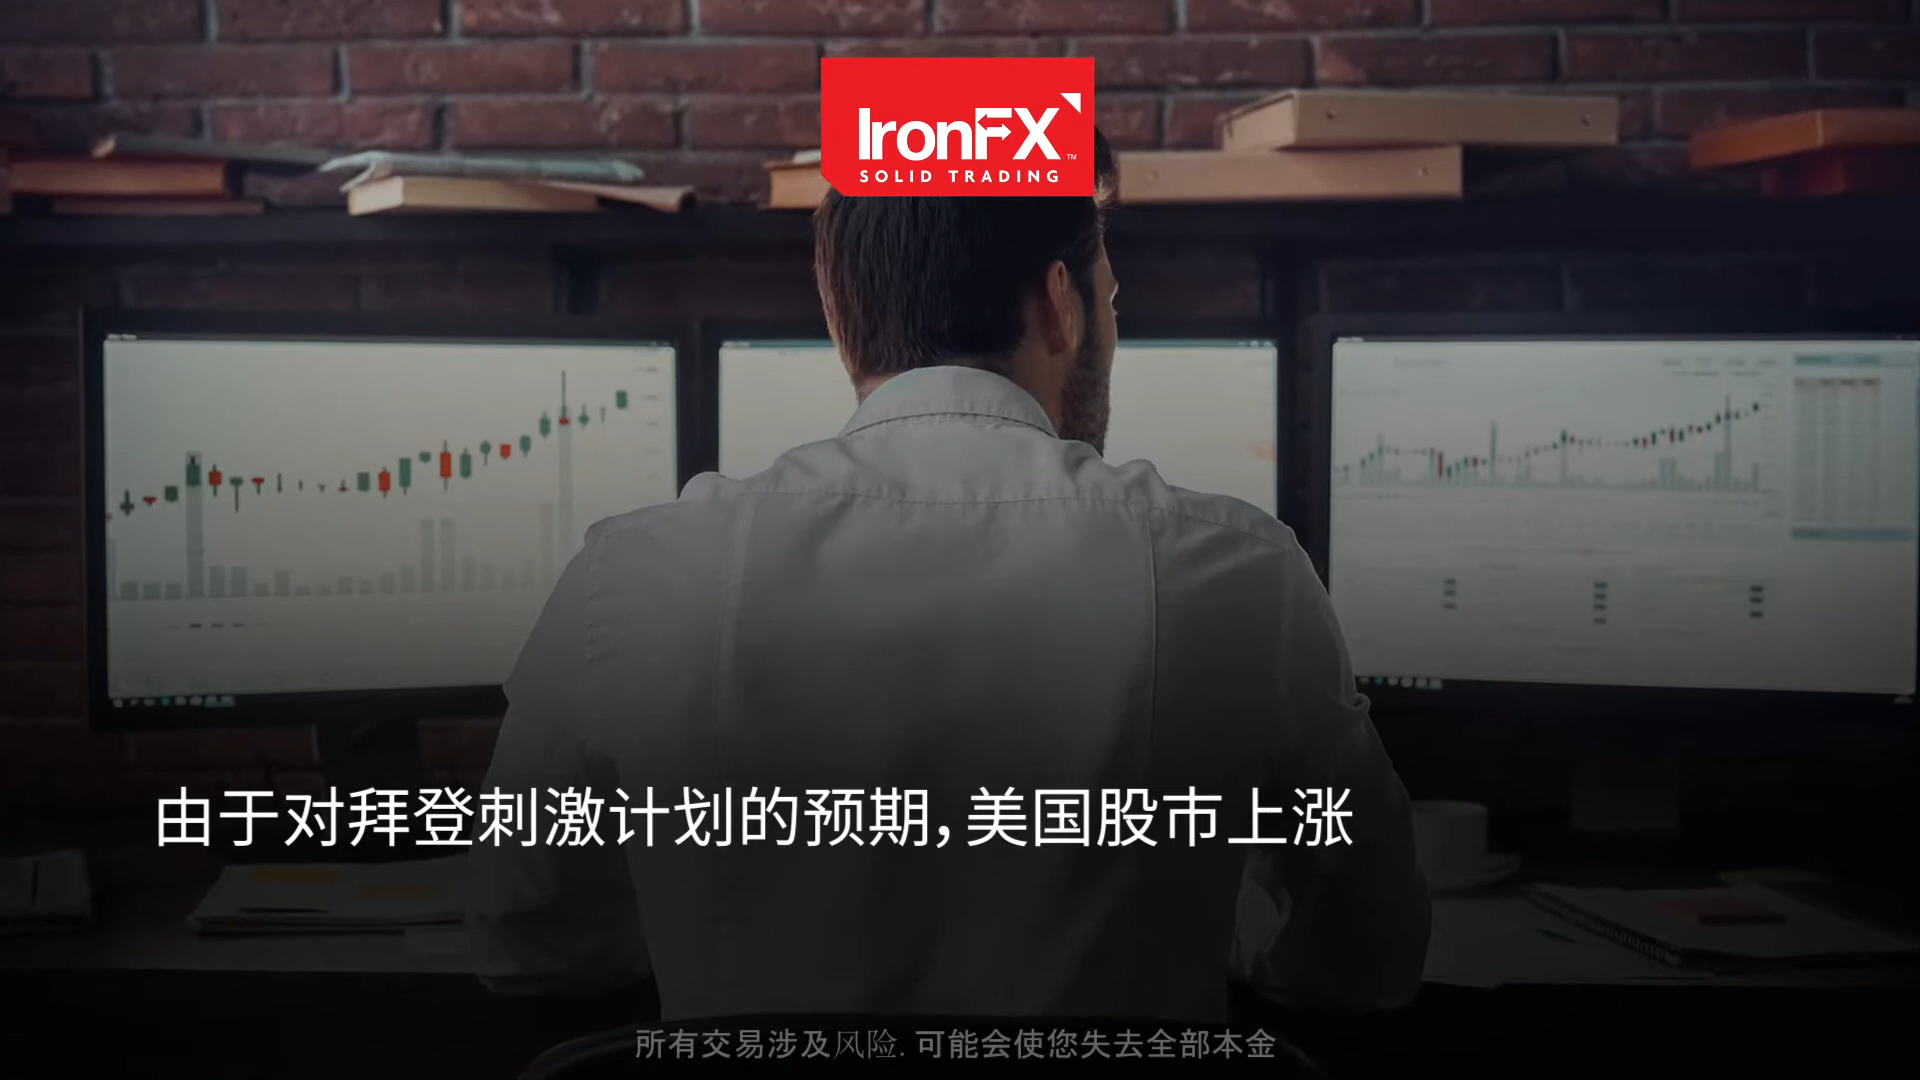 IronFX™
SOLID TRADING
由于对拜登刺激计划的预期，美国股市上涨
所有交易涉及风险. 可能会使您失去全部本金